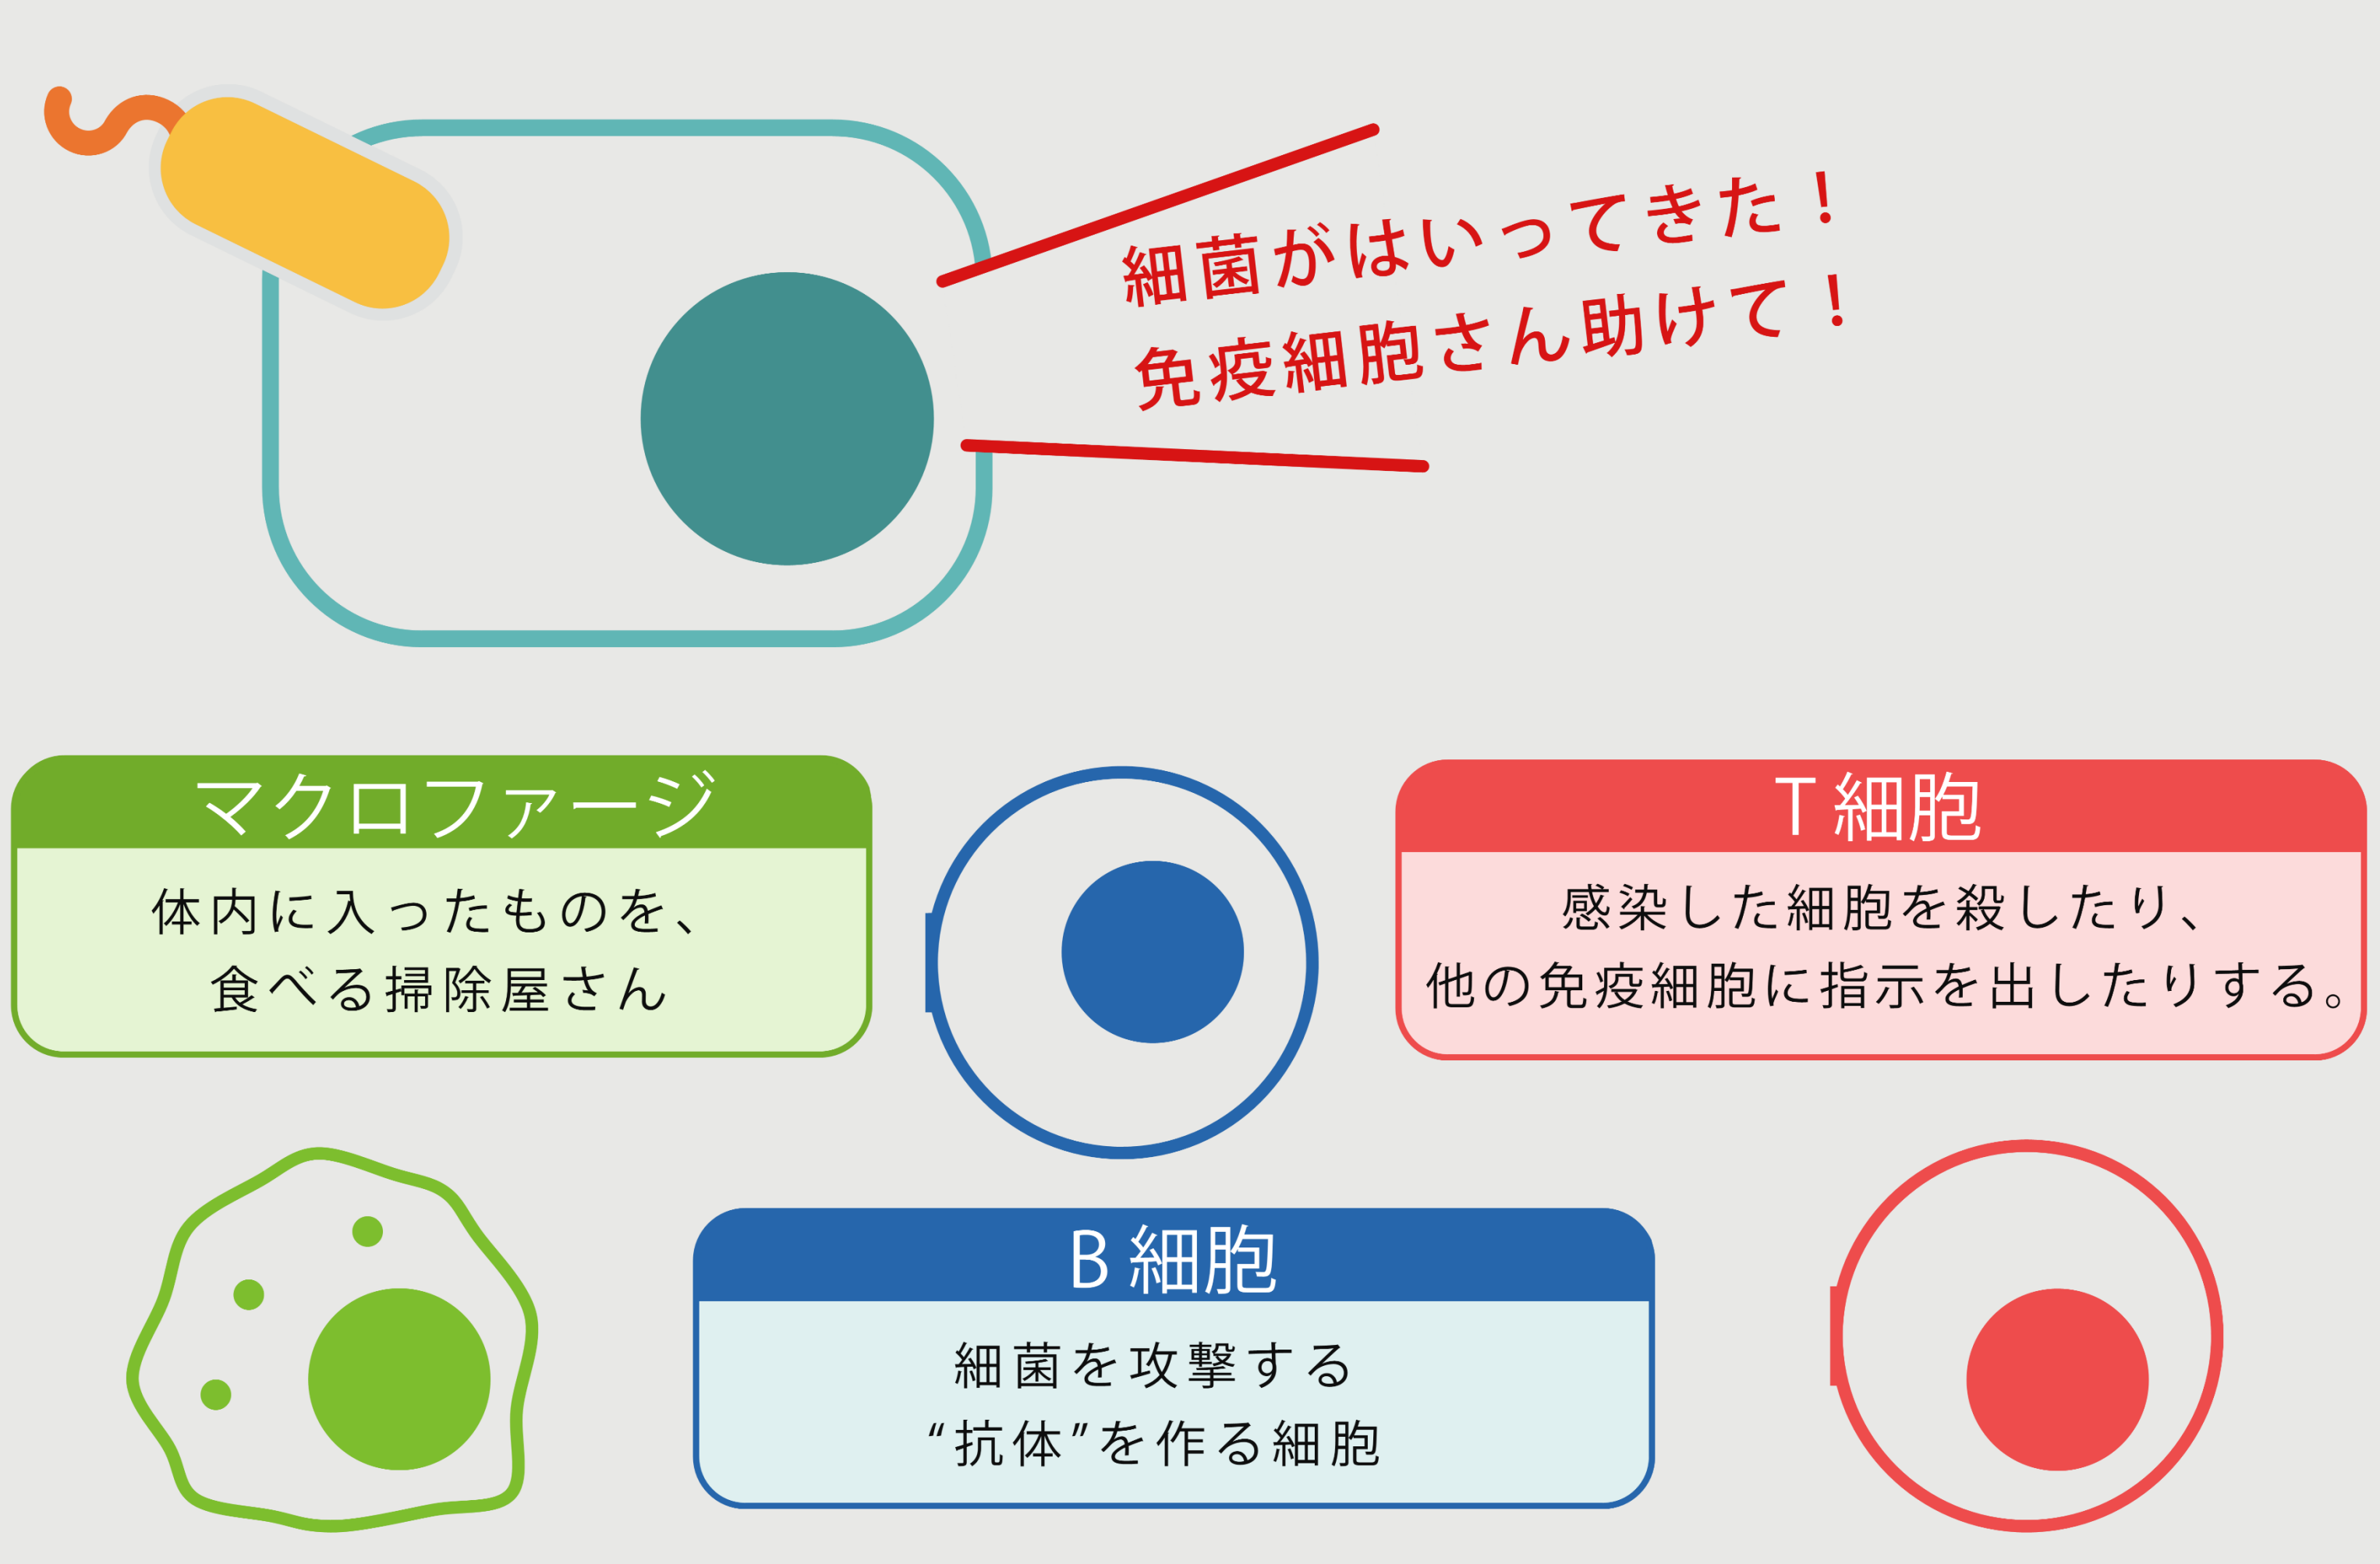 細菌がはいってきた！
免疫細胞さん助けて！
マクロファージ
体内に入ったものを、
食べる掃除屋さん
T 細胞
感染した細胞を殺したり、
他の免疫細胞に指示を出したりする。
B 細胞
細菌を攻撃する
“抗体”を作る細胞